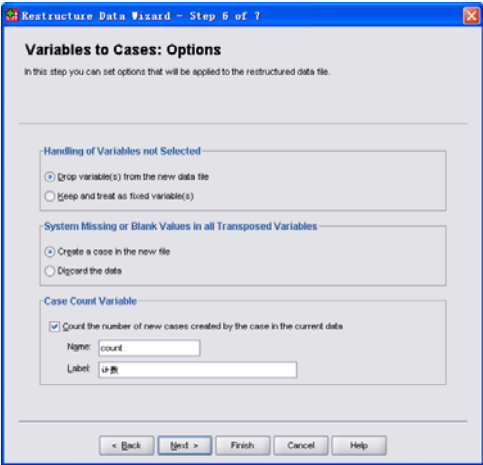 Restructure Data Wizard - Step 6 of 7
Variables to Cases: Options
In this step you can set options that will be applied to the restructured data file.
Handling of Variables not Selected
Drop variable(s) from the new data file
Keep and treat as fixed variable(s)
System Missing or Blank Values in all Transposed Variables
Create a case in the new file
Discard the data
Case Count Variable
Count the number of new cases created by the case in the current data
Name: count
Label: 计数
< Back Next > Finish Cancel Help